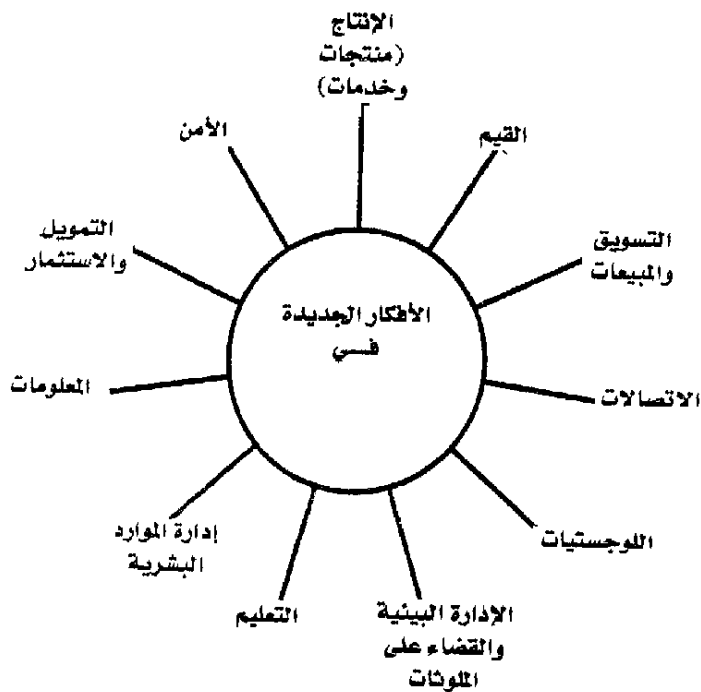 الإنتاج
(منتجات
وخدمات)
القيم
التسويق
والمبيعات
الاتصالات
اللوجستيات
الإدارة البيئية
والقضاء على
الملوثات
التعليم
إدارة الموارد
البشرية
المعلومات
التمويل
والاستثمار
الأمن
الأفكار الجديدة
فــي